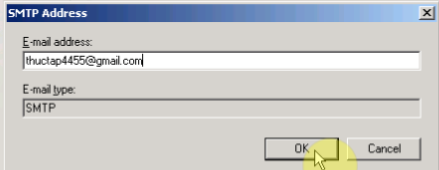 SMTP Address
E-mail address:
thuctap4455@gmail.com
E-mail type:
SMTP
OK
Cancel